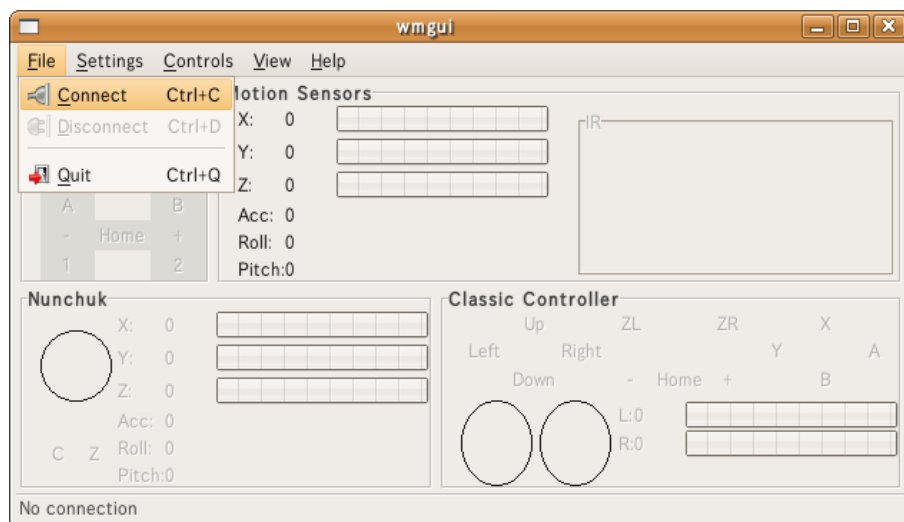 wmgui
File Settings Controls View Help
Connect Ctrl+C
Disconnect Ctrl+D
Quit Ctrl+Q
A B
- Home +
1 2
Motion Sensors
X: 0
Y: 0
Z: 0
Acc: 0
Roll: 0
Pitch:0
IR
Nunchuk
X: 0
Y: 0
Z: 0
Acc: 0
C Z Roll: 0
Pitch:0
Classic Controller
Up ZL ZR X
Left Right Y A
Down - Home + B
L:0
R:0
No connection